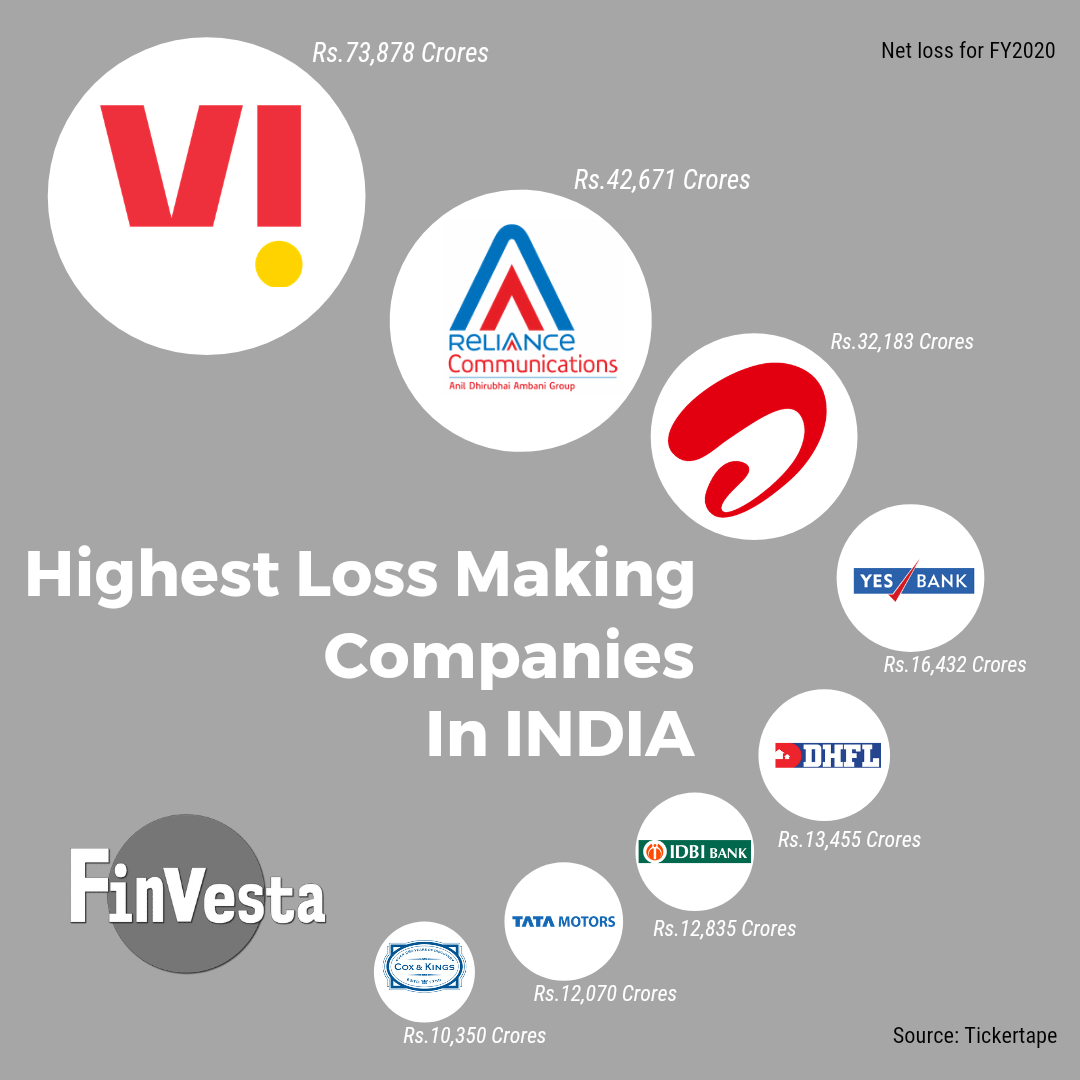 Rs.73,878 Crores
Net loss for FY2020
VI
Rs.42,671 Crores
RELIANCE
Communications
Anil Dhirubhai Ambani Group
Rs.32,183 Crores
YES BANK
Rs.16,432 Crores
Highest Loss Making
Companies
In INDIA
DHFL
Rs.13,455 Crores
IDBI BANK
Rs.12,835 Crores
FinVesta
TATA MOTORS
Rs.12,070 Crores
COX & KINGS
Rs.10,350 Crores
Source: Tickertape